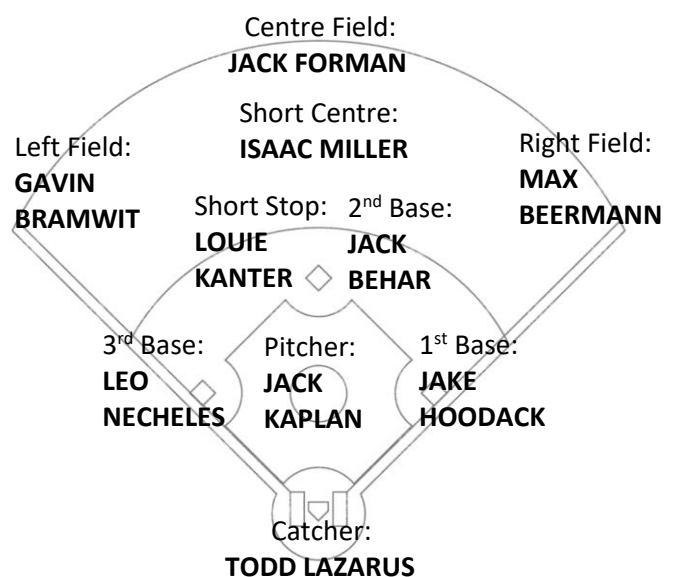 Centre Field:
JACK FORMAN
Short Centre:
ISAAC MILLER
Left Field:
GAVIN
BRAMWIT
Right Field:
MAX
BEERMANN
Short Stop:
LOUIE
KANTER
2nd Base:
JACK
BEHAR
3rd Base:
LEO
NECHELES
Pitcher:
JACK
KAPLAN
1st Base:
JAKE
HOODACK
Catcher:
TODD LAZARUS